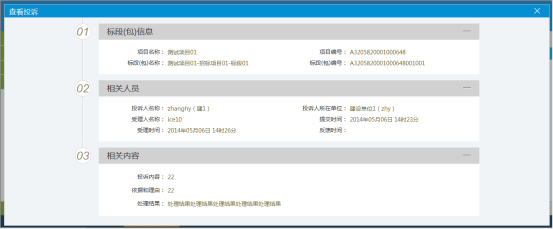 查看投诉
01 标段(包)信息
项目名称： 测试项目01 项目编号： A3205820001000648
标段(包)名称： 测试项目01-招标项目01-标段01 标段(包)编号： A3205820001000648001001
02 相关人员
投诉人名称： zhanghy（建1） 投诉人所在单位： 建设单位1（zhy）
受理人名称： kz10 提交时间： 2014年05月06日 14时23分
受理时间： 2014年05月06日 14时26分 反馈时间：
03 相关内容
投诉内容： 22
依据和理由： 22
处理结果： 处理结果处理结果处理结果处理结果处理结果